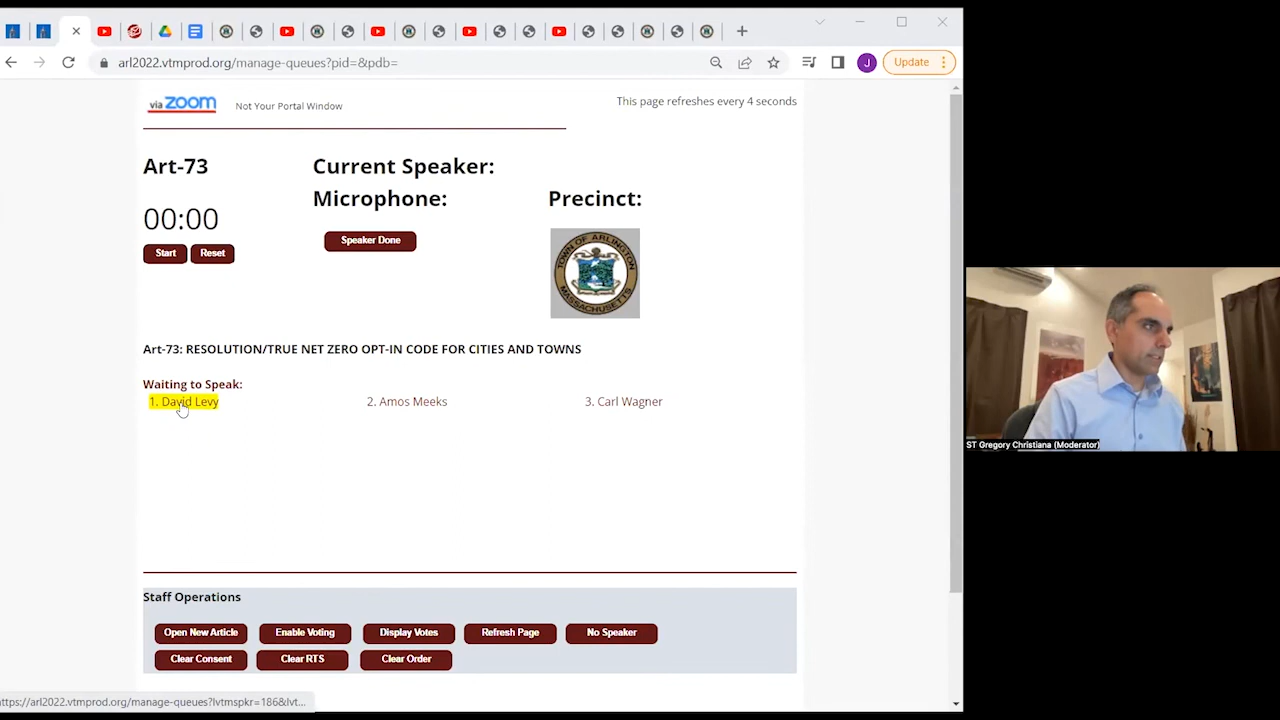 arl2022.vtmprod.org/manage-queues?pid=&pdb=
J
Update
via zoom
Not Your Portal Window
This page refreshes every 4 seconds
Art-73
Current Speaker:
Microphone:
Precinct:
00:00
Start
Reset
Speaker Done
TOWN OF ARLINGTON
MASSACHUSETTS
Art-73: RESOLUTION/TRUE NET ZERO OPT-IN CODE FOR CITIES AND TOWNS
Waiting to Speak:
1. David Levy
2. Amos Meeks
3. Carl Wagner
ST Gregory Christiana (Moderator)
Staff Operations
Open New Article
Enable Voting
Display Votes
Refresh Page
No Speaker
Clear Consent
Clear RTS
Clear Order
https://arl2022.vtmprod.org/manage-queues?lvtmspkr=186&lvt...